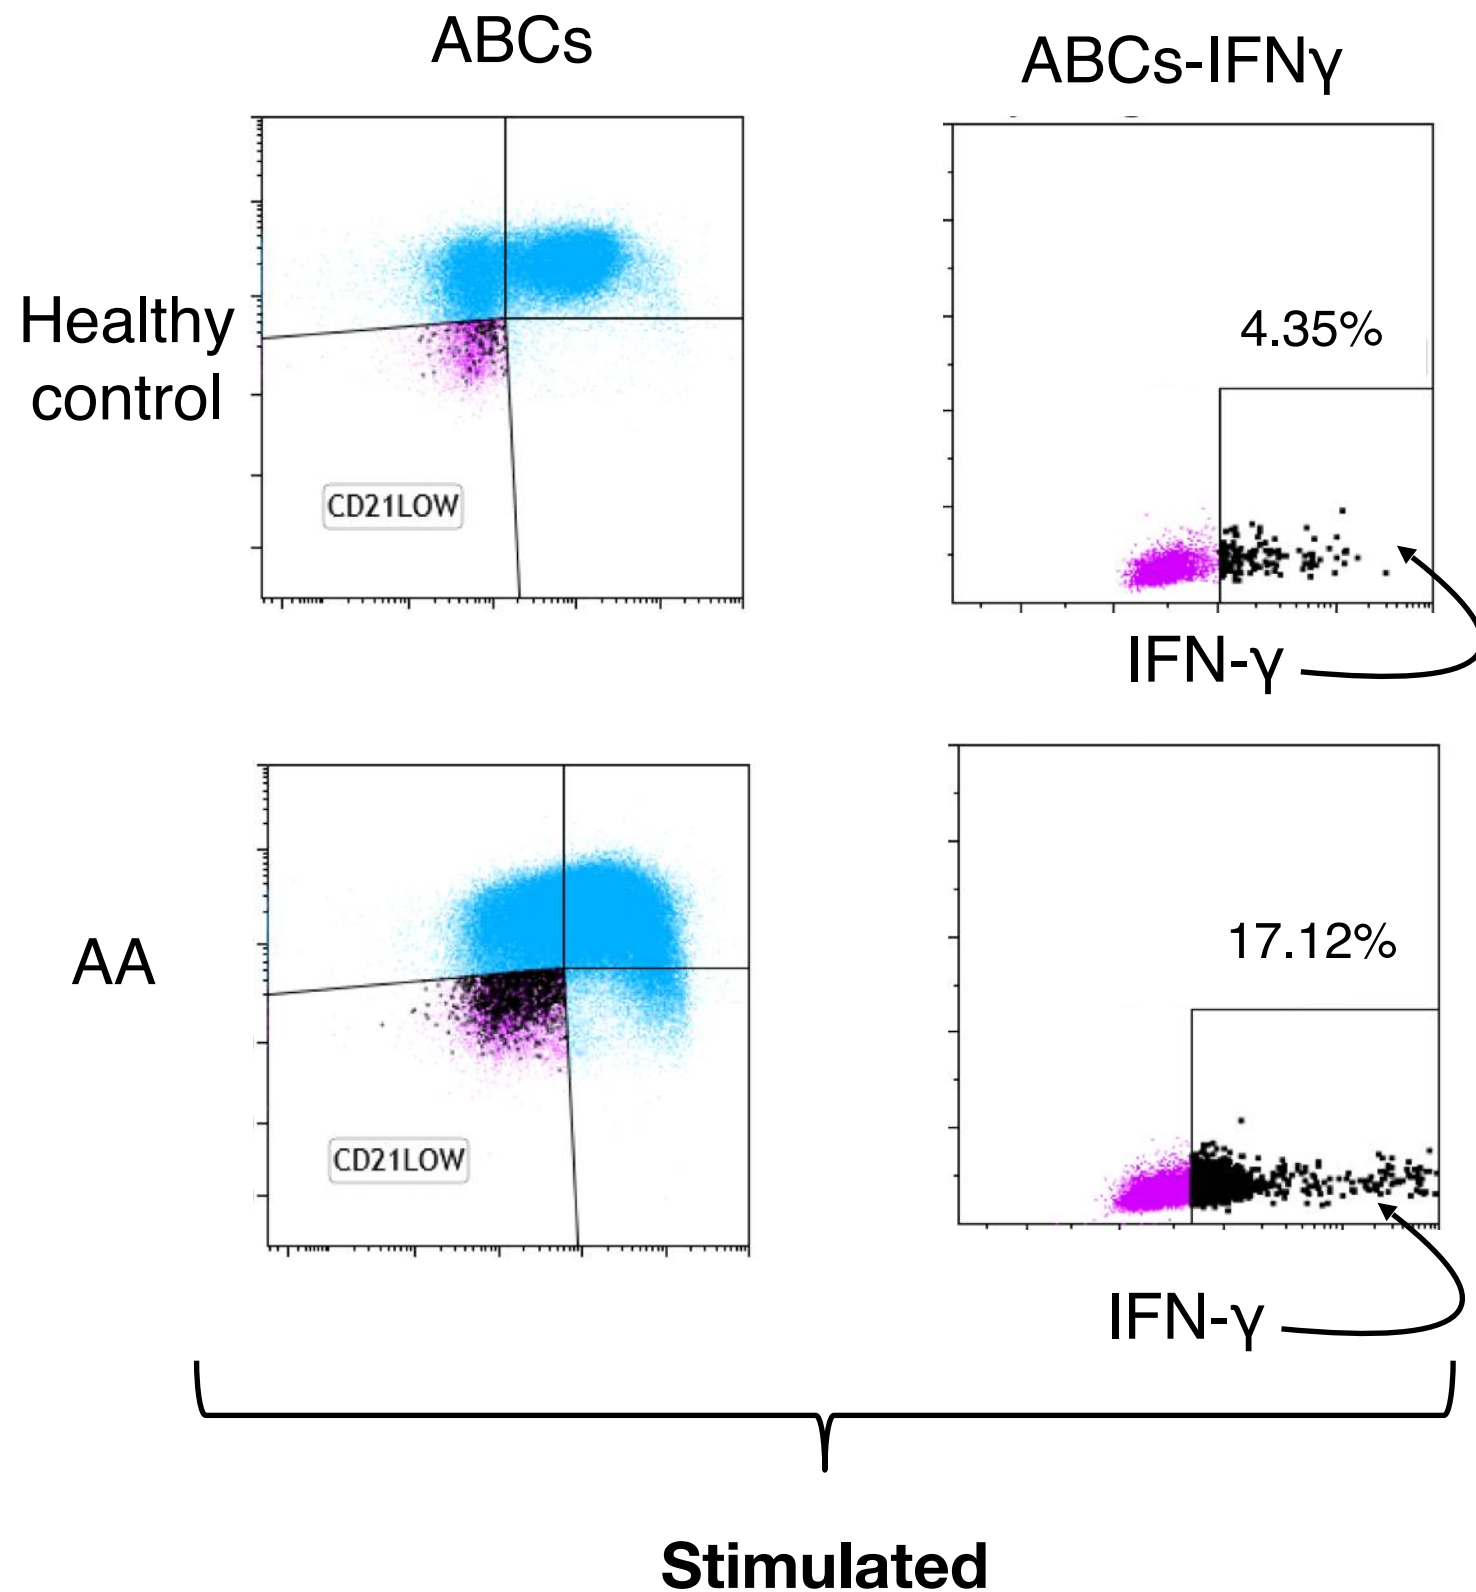 ABCs
ABCs-IFNγ
Healthy
control
CD21LOW
4.35%
IFN-γ
AA
CD21LOW
17.12%
IFN-γ
Stimulated